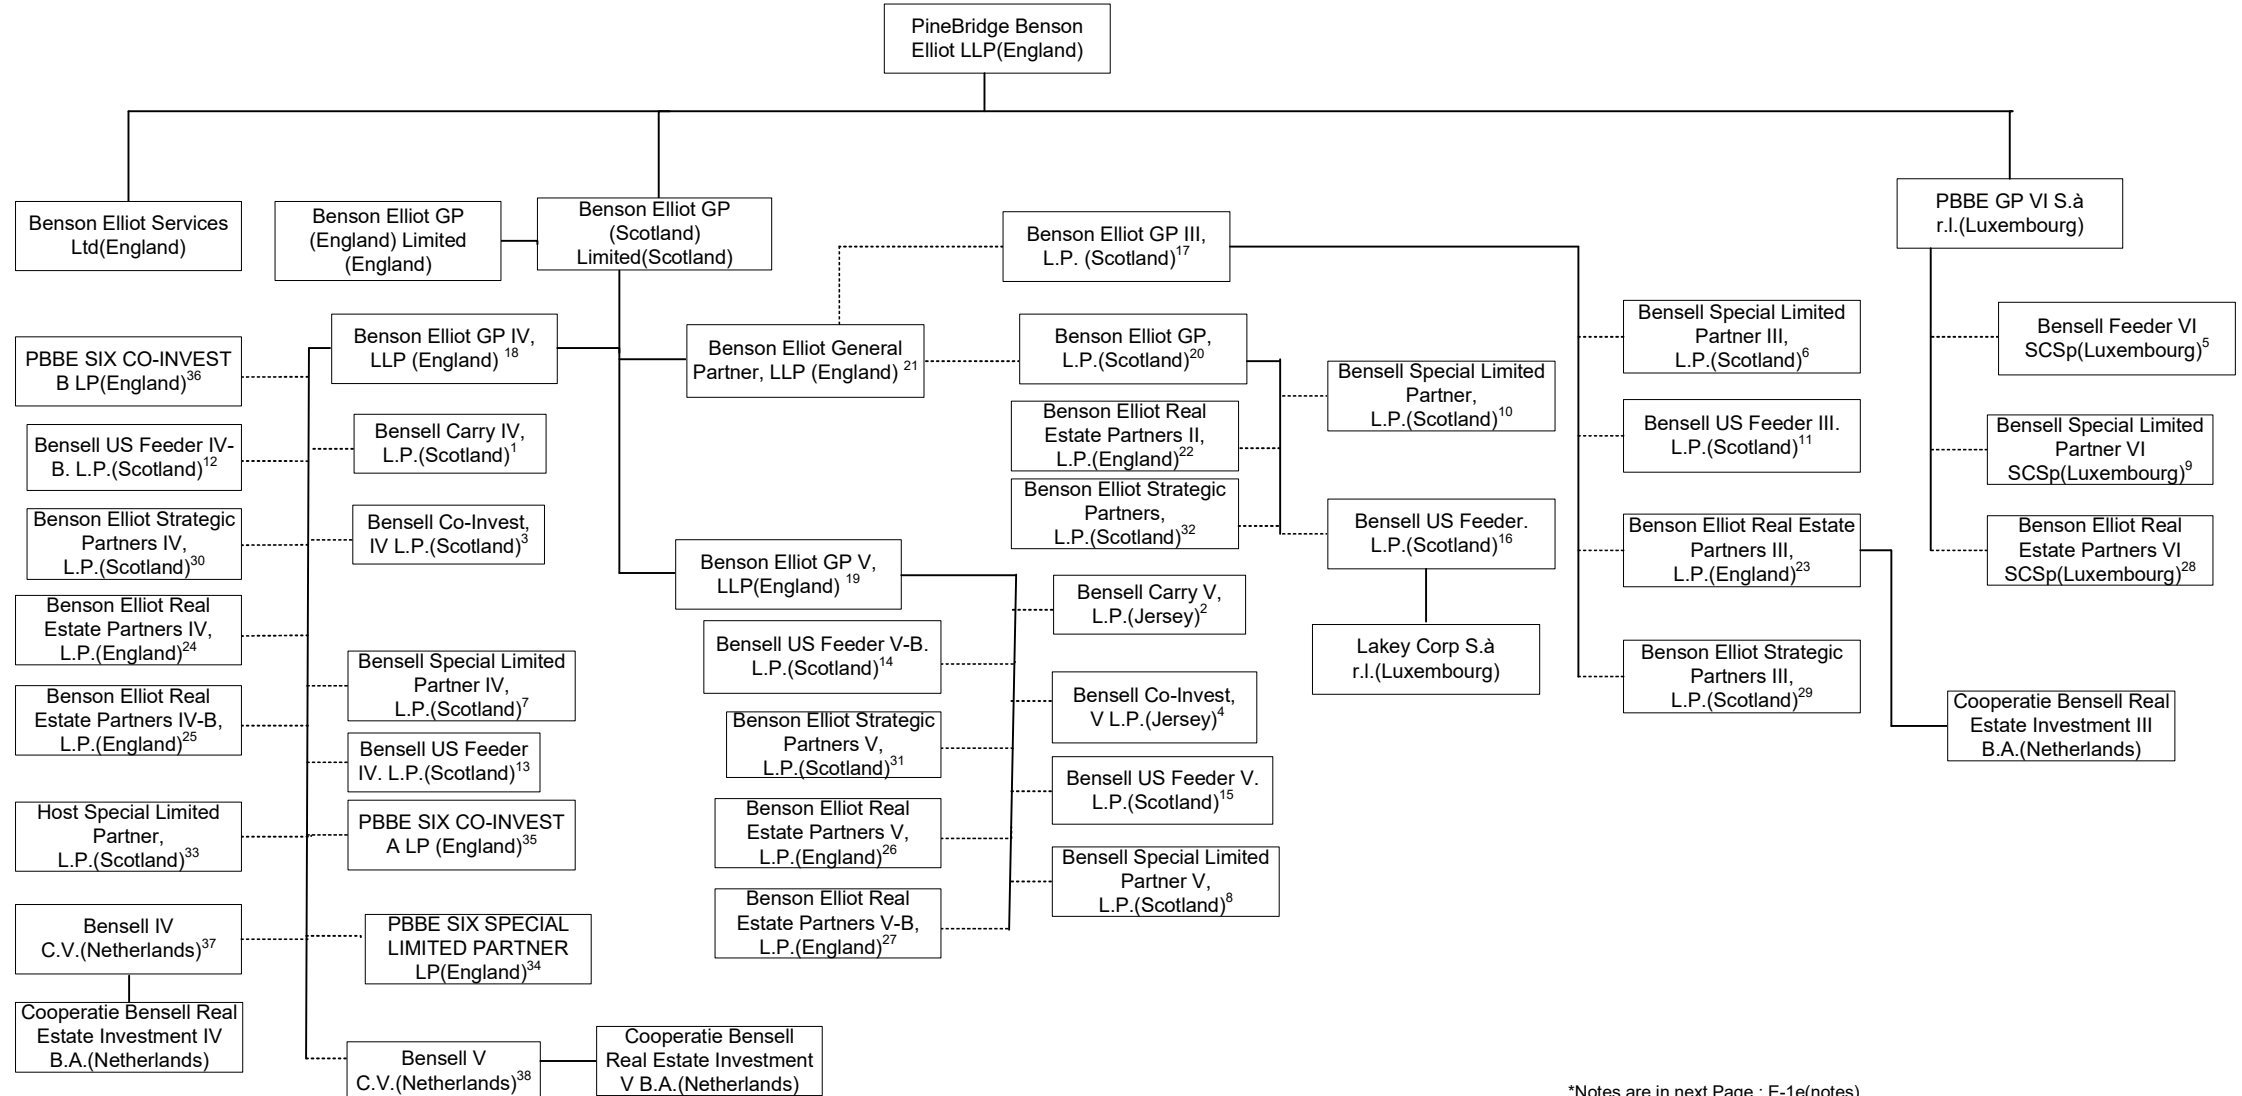 PineBridge Benson
Elliot LLP(England)
Benson Elliot Services
Ltd(England)
Benson Elliot GP
(England) Limited
(England)
Benson Elliot GP
(Scotland)
Limited(Scotland)
Benson Elliot GP III,
L.P. (Scotland)17
PBBE GP VI S.à
r.l.(Luxembourg)
PBBE SIX CO-INVEST
B LP(England)36
Benson Elliot GP IV,
LLP (England) 18
Benson Elliot General
Partner, LLP (England) 21
Benson Elliot GP,
L.P.(Scotland)20
Bensell Special Limited
Partner,
L.P.(Scotland)10
Bensell Special Limited
Partner III,
L.P.(Scotland)6
Bensell Feeder VI
SCSp(Luxembourg)5
Bensell US Feeder IV-
B. L.P.(Scotland)12
Bensell Carry IV,
L.P.(Scotland)1
Benson Elliot Real
Estate Partners II,
L.P.(England)22
Bensell US Feeder III.
L.P.(Scotland)11
Bensell Special Limited
Partner VI
SCSp(Luxembourg)9
Benson Elliot Strategic
Partners IV,
L.P.(Scotland)30
Bensell Co-Invest,
IV L.P.(Scotland)3
Benson Elliot Strategic
Partners,
L.P.(Scotland)32
Bensell US Feeder.
L.P.(Scotland)16
Benson Elliot Real Estate
Partners III,
L.P.(England)23
Benson Elliot Real
Estate Partners VI
SCSp(Luxembourg)28
Benson Elliot GP V,
LLP(England) 19
Benson Elliot Real
Estate Partners IV,
L.P.(England)24
Bensell Carry V,
L.P.(Jersey)2
Bensell US Feeder V-B.
L.P.(Scotland)14
Lakey Corp S.à
r.l.(Luxembourg)
Benson Elliot Strategic
Partners III,
L.P.(Scotland)29
Benson Elliot Real
Estate Partners IV-B,
L.P.(England)25
Bensell Special Limited
Partner IV,
L.P.(Scotland)7
Bensell Co-Invest,
V L.P.(Jersey)4
Cooperatie Bensell Real
Estate Investment III
B.A.(Netherlands)
Benson Elliot Strategic
Partners V,
L.P.(Scotland)31
Bensell US Feeder
IV. L.P.(Scotland)13
Bensell US Feeder V.
L.P.(Scotland)15
Host Special Limited
Partner,
L.P.(Scotland)33
PBBE SIX CO-INVEST
A LP (England)35
Benson Elliot Real
Estate Partners V,
L.P.(England)26
Bensell Special Limited
Partner V,
L.P.(Scotland)8
Bensell IV
C.V.(Netherlands)37
PBBE SIX SPECIAL
LIMITED PARTNER
LP(England)34
Benson Elliot Real
Estate Partners V-B,
L.P.(England)27
Cooperatie Bensell Real
Estate Investment IV
B.A.(Netherlands)
Bensell V
C.V.(Netherlands)38
Cooperatie Bensell
Real Estate Investment
V B.A.(Netherlands)
*Notes are in next Page : E-1e(notes)